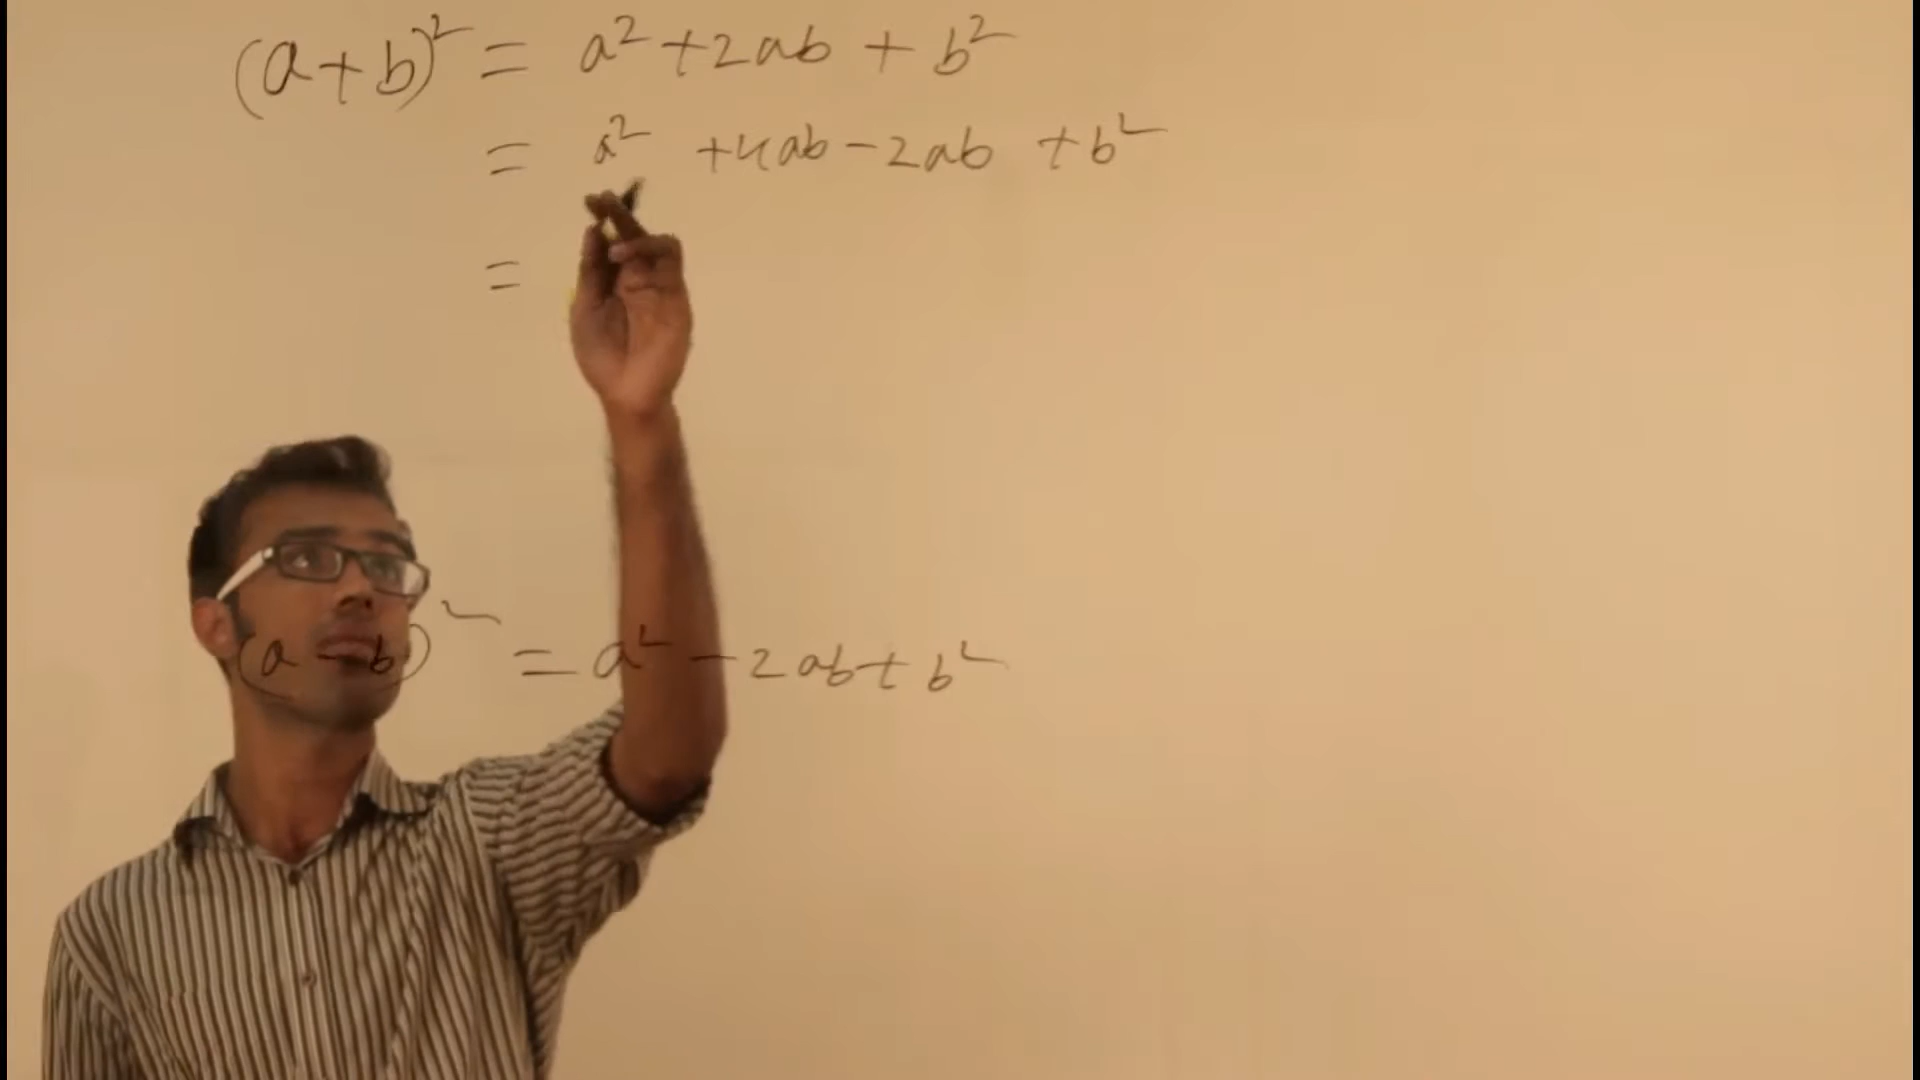 (a+b)² = a² + 2ab + b²
= a² + 4ab - 2ab + b²
=
(a - b)² = a² - 2ab + b²